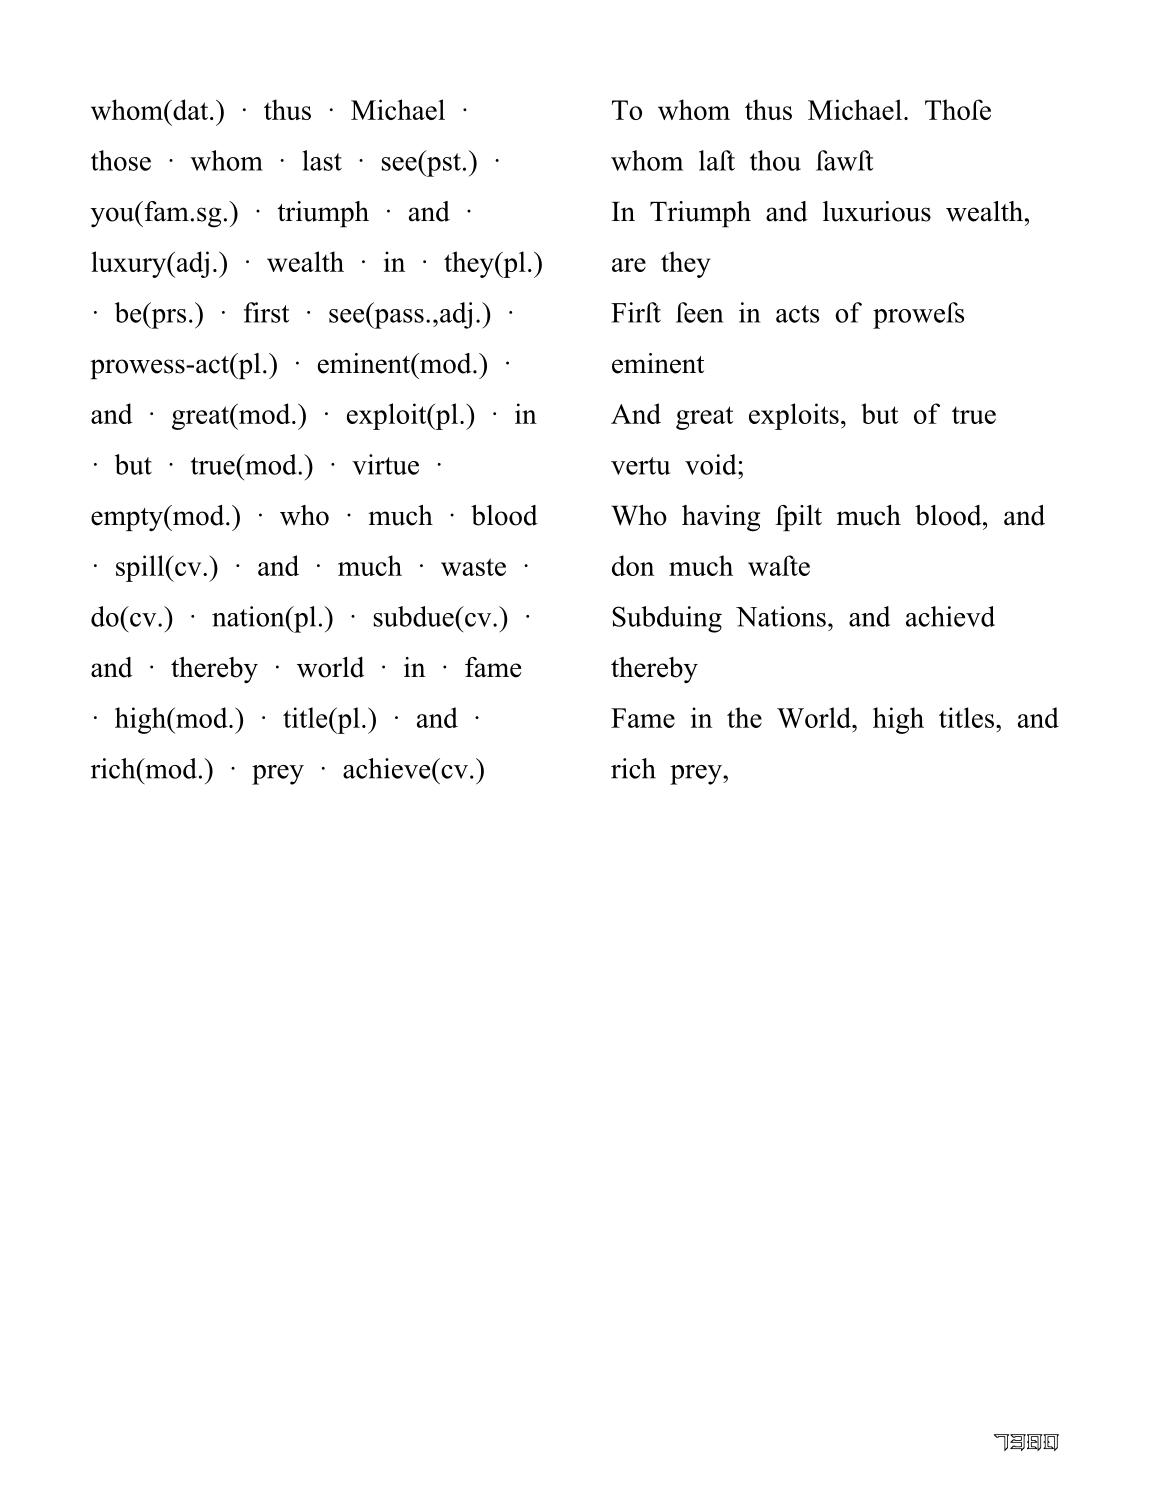 whom(dat.) · thus · Michael ·
those · whom · last · see(pst.) ·
you(fam.sg.) · triumph · and ·
luxury(adj.) · wealth · in · they(pl.)
· be(prs.) · first · see(pass.,adj.) ·
prowess-act(pl.) · eminent(mod.) ·
and · great(mod.) · exploit(pl.) · in
· but · true(mod.) · virtue ·
empty(mod.) · who · much · blood
· spill(cv.) · and · much · waste ·
do(cv.) · nation(pl.) · subdue(cv.) ·
and · thereby · world · in · fame
· high(mod.) · title(pl.) · and ·
rich(mod.) · prey · achieve(cv.)
To whom thus Michael. Thoſe
whom laſt thou ſawſt
In Triumph and luxurious wealth,
are they
Firſt ſeen in acts of proweſs
eminent
And great exploits, but of true
vertu void;
Who having ſpilt much blood, and
don much waſte
Subduing Nations, and achievd
thereby
Fame in the World, high titles, and
rich prey,